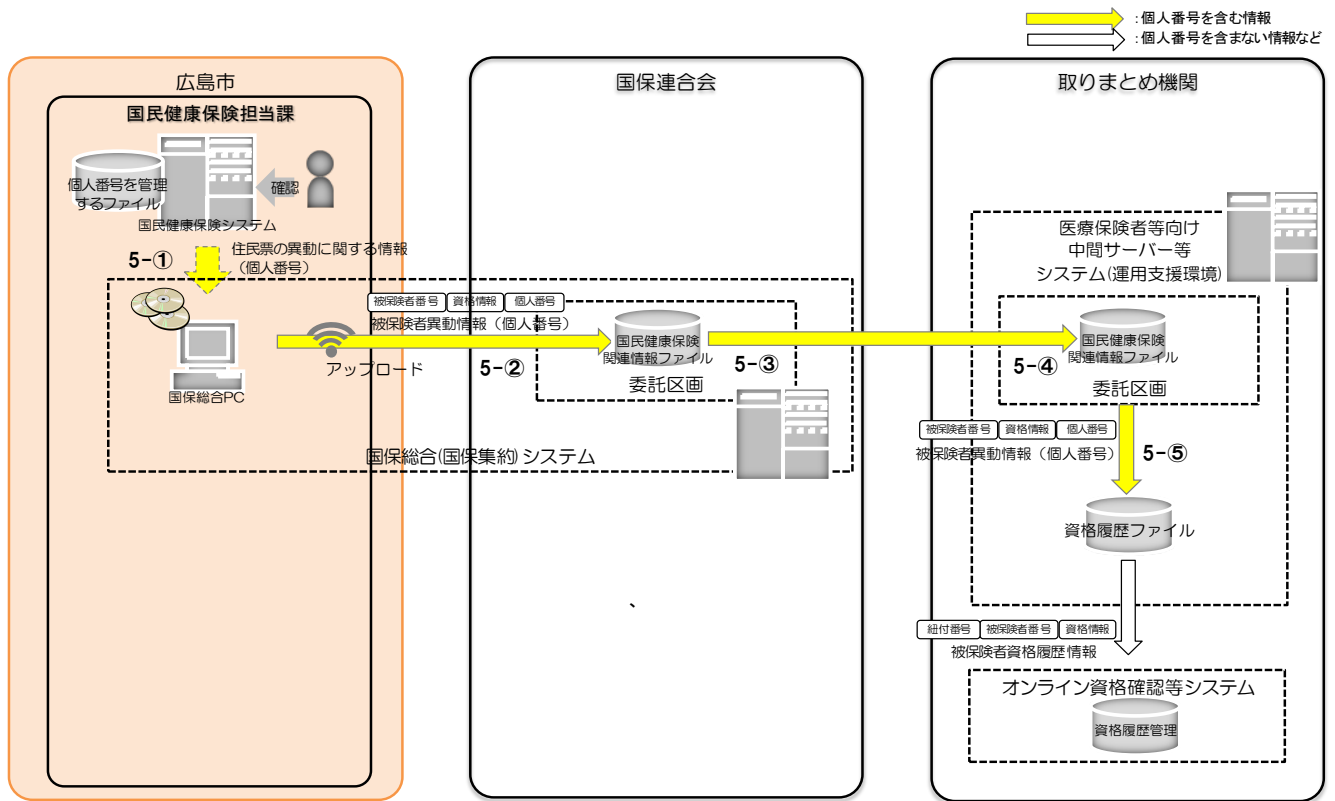 :個人番号を含む情報
:個人番号を含まない情報など
広島市
国民健康保険担当課
個人番号を管理
するファイル
確認
国民健康保険システム
5-①
住民票の異動に関する情報
(個人番号)
国保総合PC
アップロード
国保連合会
被保険者番号 資格情報 個人番号
被保険者異動情報(個人番号)
5-②
国民健康保険
関連情報ファイル
委託区画
5-③
国保総合(国保集約)システム
、
取りまとめ機関
医療保険者等向け
中間サーバー等
システム(運用支援環境)
5-④
国民健康保険
関連情報ファイル
委託区画
被保険者番号 資格情報 個人番号
被保険者異動情報(個人番号)
5-⑤
資格履歴ファイル
紐付番号 被保険者番号 資格情報
被保険者資格履歴情報
オンライン資格確認等システム
資格履歴管理